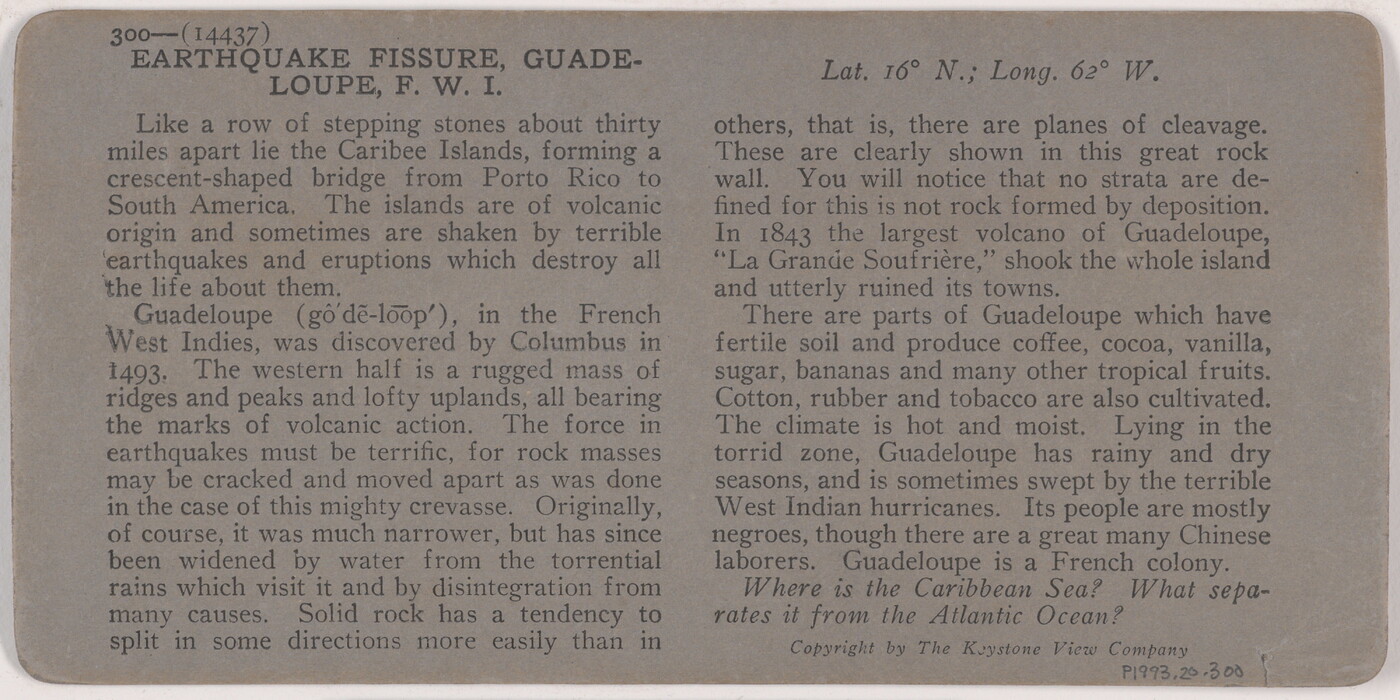 300—(14437)
EARTHQUAKE FISSURE, GUADE-
LOUPE, F. W. I.
Like a row of stepping stones about thirty
miles apart lie the Caribee Islands, forming a
crescent-shaped bridge from Porto Rico to
South America. The islands are of volcanic
origin and sometimes are shaken by terrible
earthquakes and eruptions which destroy all
the life about them.
Guadeloupe (gô′dẽ-lo͞op′), in the French
West Indies, was discovered by Columbus in
1493. The western half is a rugged mass of
ridges and peaks and lofty uplands, all bearing
the marks of volcanic action. The force in
earthquakes must be terrific, for rock masses
may be cracked and moved apart as was done
in the case of this mighty crevasse. Originally,
of course, it was much narrower, but has since
been widened by water from the torrential
rains which visit it and by disintegration from
many causes. Solid rock has a tendency to
split in some directions more easily than in
Lat. 16° N.; Long. 62° W.
others, that is, there are planes of cleavage.
These are clearly shown in this great rock
wall. You will notice that no strata are de-
fined for this is not rock formed by deposition.
In 1843 the largest volcano of Guadeloupe,
“La Grande Soufrière,” shook the whole island
and utterly ruined its towns.
There are parts of Guadeloupe which have
fertile soil and produce coffee, cocoa, vanilla,
sugar, bananas and many other tropical fruits.
Cotton, rubber and tobacco are also cultivated.
The climate is hot and moist. Lying in the
torrid zone, Guadeloupe has rainy and dry
seasons, and is sometimes swept by the terrible
West Indian hurricanes. Its people are mostly
negroes, though there are a great many Chinese
laborers. Guadeloupe is a French colony.
Where is the Caribbean Sea? What sepa-
rates it from the Atlantic Ocean?
Copyright by The Keystone View Company
P1993.20.300